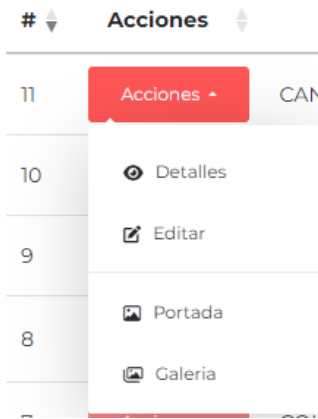 # Acciones
11 Acciones
10 Detalles
Editar
9
Portada
8
Galeria